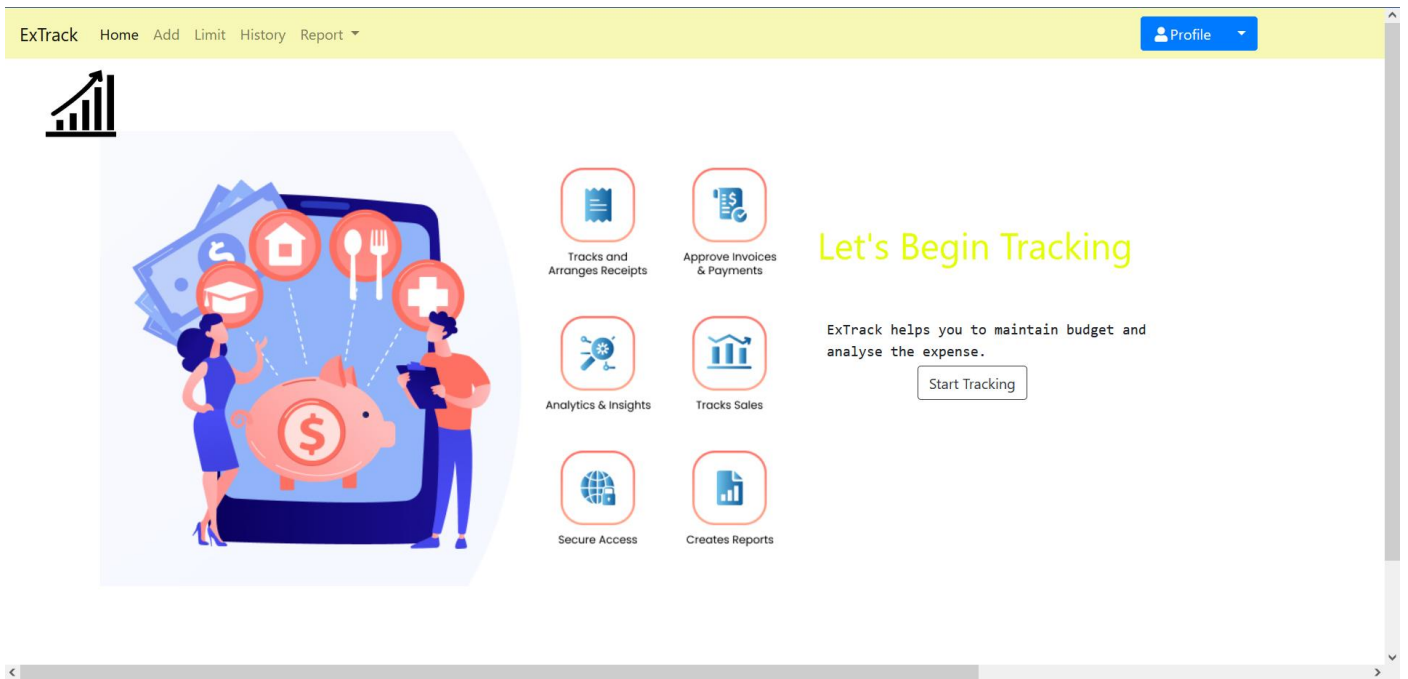 ExTrack Home Add Limit History Report Profile
Tracks and
Arranges Receipts
Approve Invoices
& Payments
Analytics & Insights
Tracks Sales
Secure Access
Creates Reports
$
$
$
Let's Begin Tracking
ExTrack helps you to maintain budget and
analyse the expense.
Start Tracking